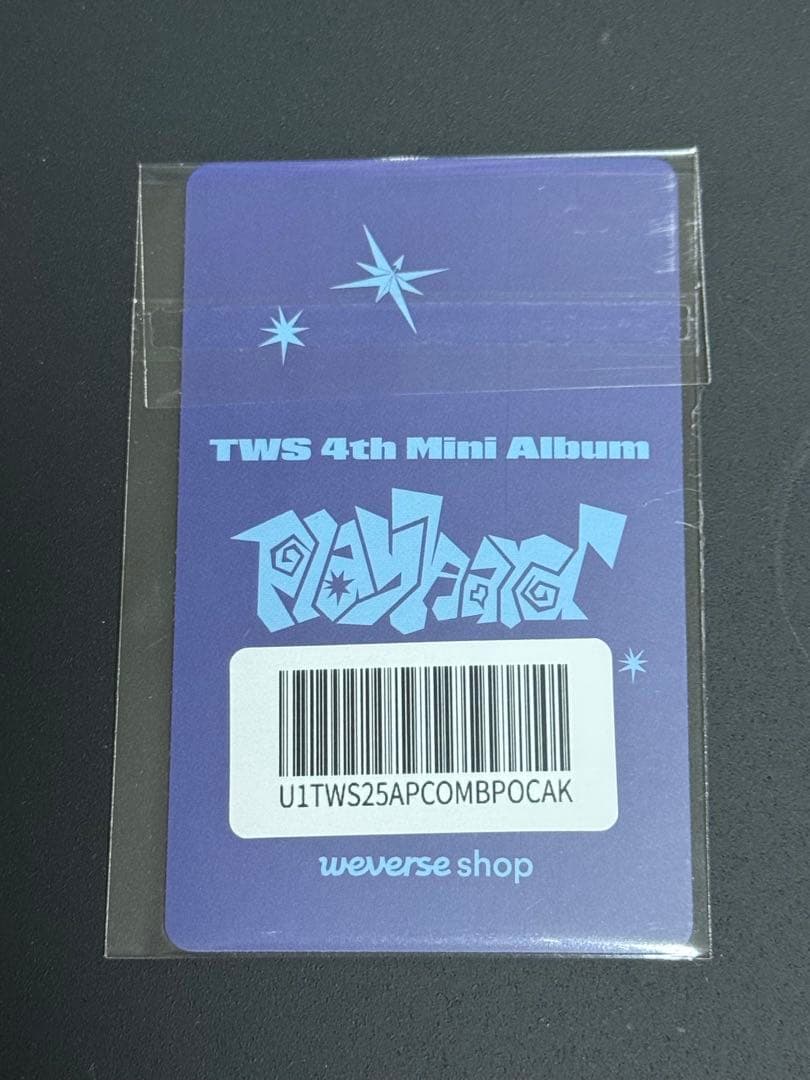 TWS 4th Mini Album
play hard
U1TWS25APCOMBPOCAK
weverse shop